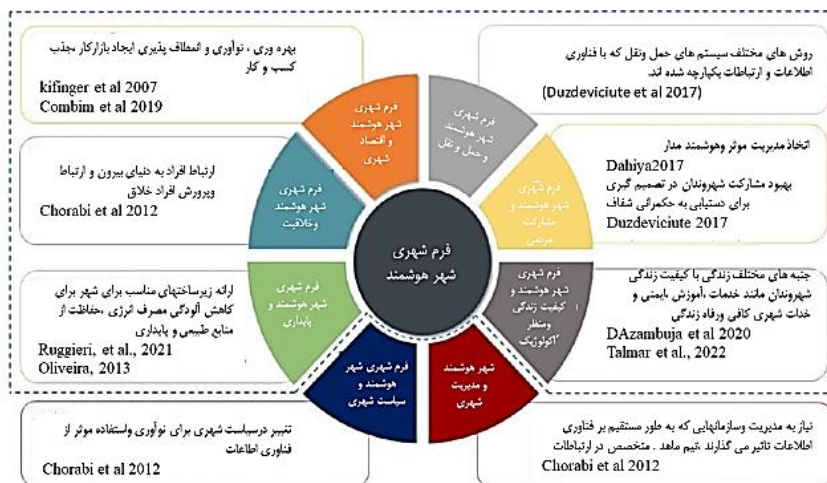 بهره وری ، نوآوری و انعطاف پذیری ایجاد بازارکار مجذب
کسب و کار
kifinger et al 2007
Combim et al 2019
روش های مختلف سیستم های حمل ونقل که با فناوری
اطلاعات و ارتباطات یکپارچه شده اند.
(Duzdeviciute et al 2017)
فرم شهری
شهر هوشمند
و اقتصاد
شهری
فرم شهری
شهر هوشمند
و حمل و نقل
ارتباط افراد به دنیای بیرون و ارتباط
وپرورش افراد خلاق
Chorabi et al 2012
فرم شهری
شهر هوشمند
وخلاقیت
فرم شهری
شهر هوشمند و
مشارکت
مردمی
اتخاذ مدیریت موثر وهوشمند مدار
Dahiya2017
بهبود مشارکت شهروندان در تصمیم گیری
برای دستیابی به حکمرانی شفاف
Duzdeviciute 2017
فرم شهری
شهر هوشمند
ارائه زیرساختهای مناسب برای شهر برای
کاهش آلودگی مصرف انرژی ،حفاظت از
منابع طبیعی و پایداری
Ruggieri, et al., 2021
Oliveira, 2013
فرم شهری
شهر هوشمند و
پایداری
فرم شهری
شهر هوشمند و
کیفیت زندگی
ومنظر
اکولوژیک
جنبه های مختلف زندگی با کیفیت زندگی
شهروندان مانند خدمات ،آموزش ،ایمنی و
خدات شهری کافی ورفاه زندگی
DAzambuja et al 2020
Talmar et al., 2022
فرم شهری شهر
هوشمند و
سیاست شهری
شهر هوشمند
و مدیریت
شهری
تغییر درسیاست شهری برای نوآوری واستفاده موثر از
فناوری اطلاعات
Chorabi et al 2012
نیاز به مدیریت وسازمانهایی که به طور مستقیم بر فناوری
اطلاعات تاثیر می گذارند ،تیم ماهد . متخصص در ارتباطات
Chorabi et al 2012